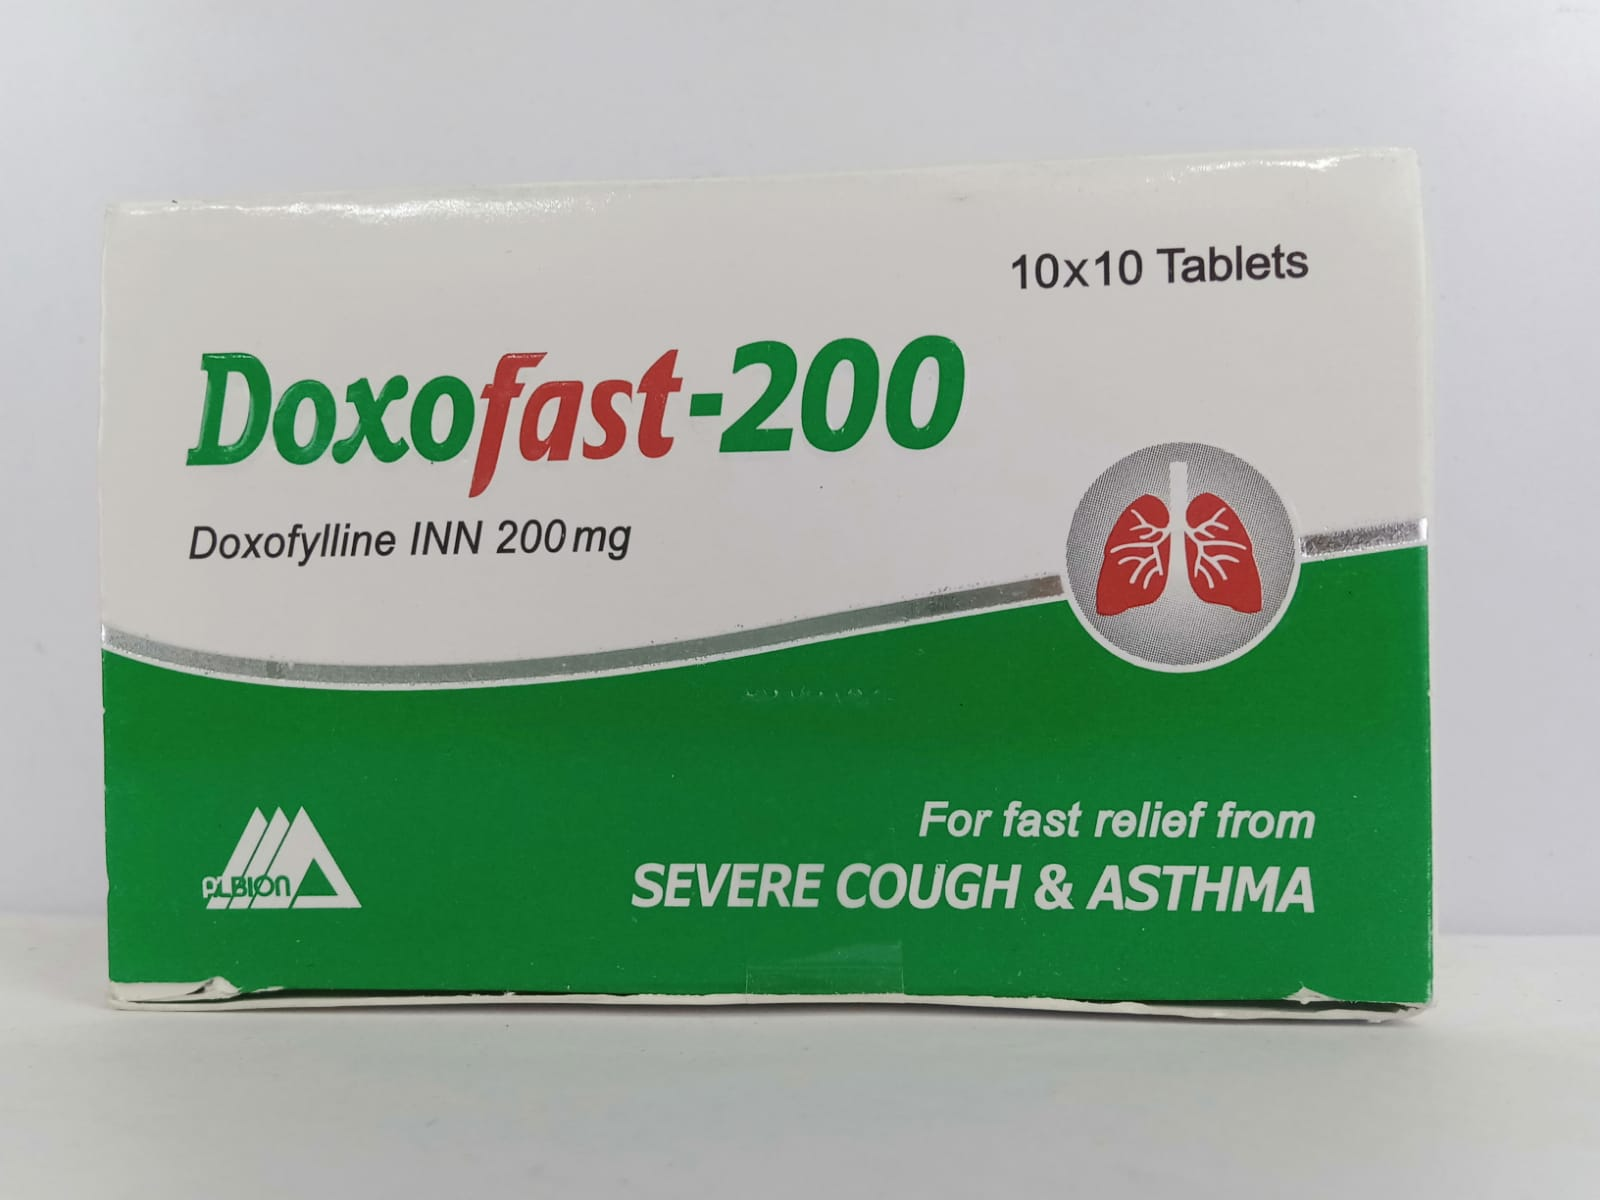 10x10 Tablets
Doxofast-200
Doxofylline INN 200mg
For fast relief from
SEVERE COUGH & ASTHMA
ALBION